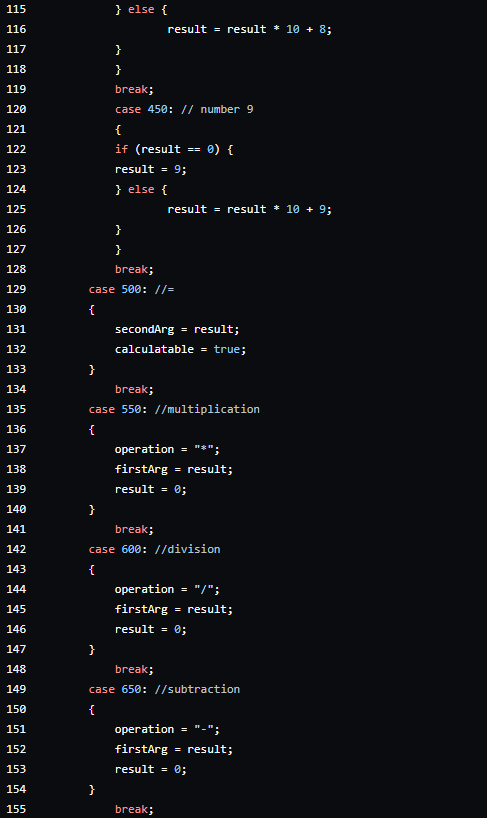 115 } else {
116 result = result * 10 + 8;
117 }
118 }
119 break;
120 case 450: // number 9
121 {
122 if (result == 0) {
123 result = 9;
124 } else {
125 result = result * 10 + 9;
126 }
127 }
128 break;
129 case 500: //=
130 {
131 secondArg = result;
132 calculatable = true;
133 }
134 break;
135 case 550: //multiplication
136 {
137 operation = "*";
138 firstArg = result;
139 result = 0;
140 }
141 break;
142 case 600: //division
143 {
144 operation = "/";
145 firstArg = result;
146 result = 0;
147 }
148 break;
149 case 650: //subtraction
150 {
151 operation = "-";
152 firstArg = result;
153 result = 0;
154 }
155 break;